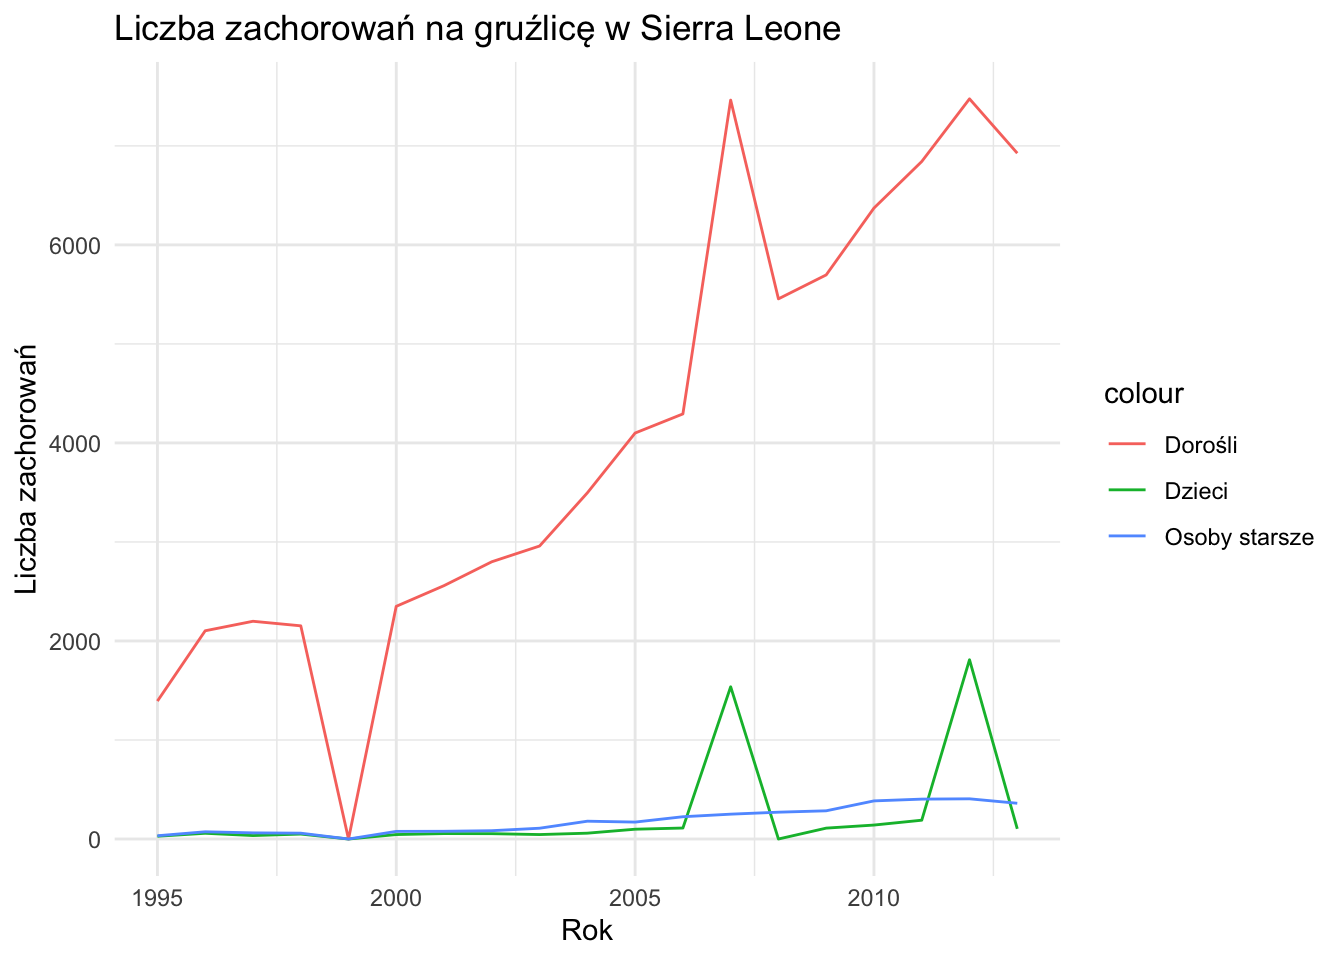 Liczba zachorowań na gruźlicę w Sierra Leone
Liczba zachorowań
6000
4000
2000
0
1995
2000
2005
2010
Rok
colour
Dorośli
Dzieci
Osoby starsze